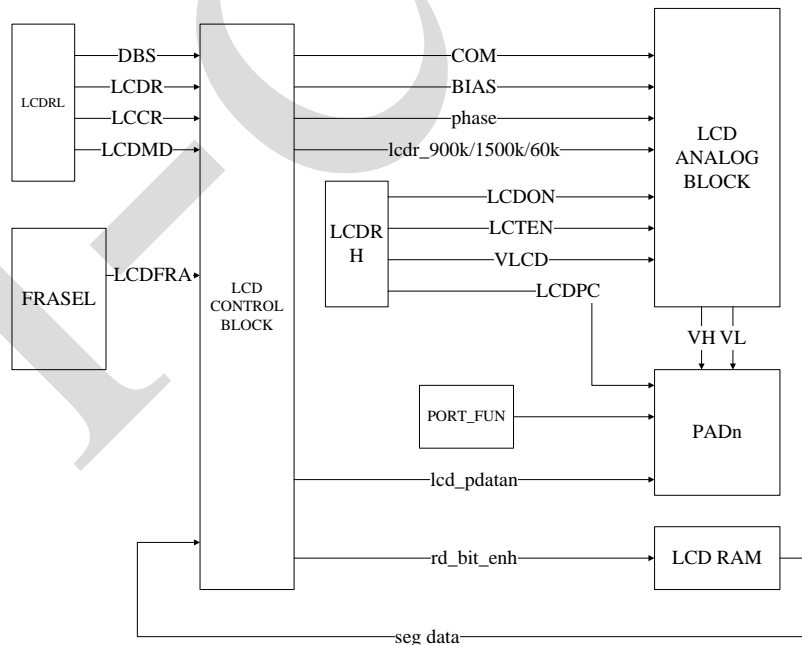 DBS
COM
LCDR
BIAS
LCDRL
LCCR
phase
LCDMD
lcdr_900k/1500k/60k
LCD
ANALOG
BLOCK
LCDON
LCDR
H
LCTEN
VLCD
LCDPC
FRASEL
LCDFRA
LCD
CONTROL
BLOCK
VH VL
PORT_FUN
PADn
lcd_pdatan
rd_bit_enh
LCD RAM
seg data